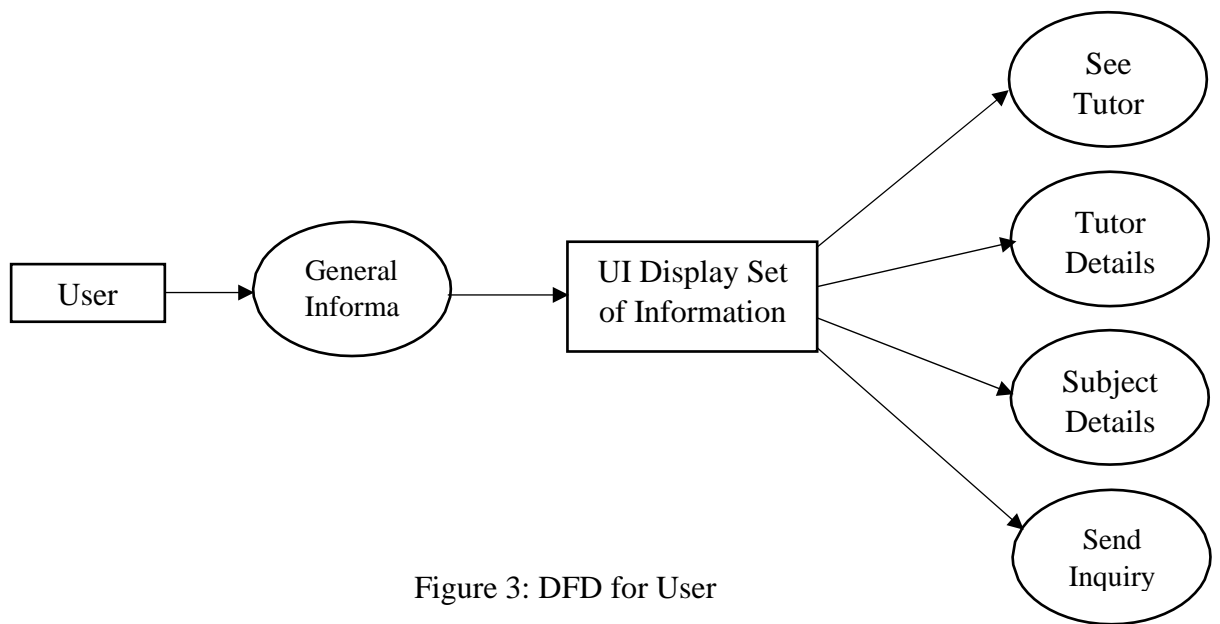 User
General
Informa
UI Display Set
of Information
See
Tutor
Tutor
Details
Subject
Details
Send
Inquiry
Figure 3: DFD for User